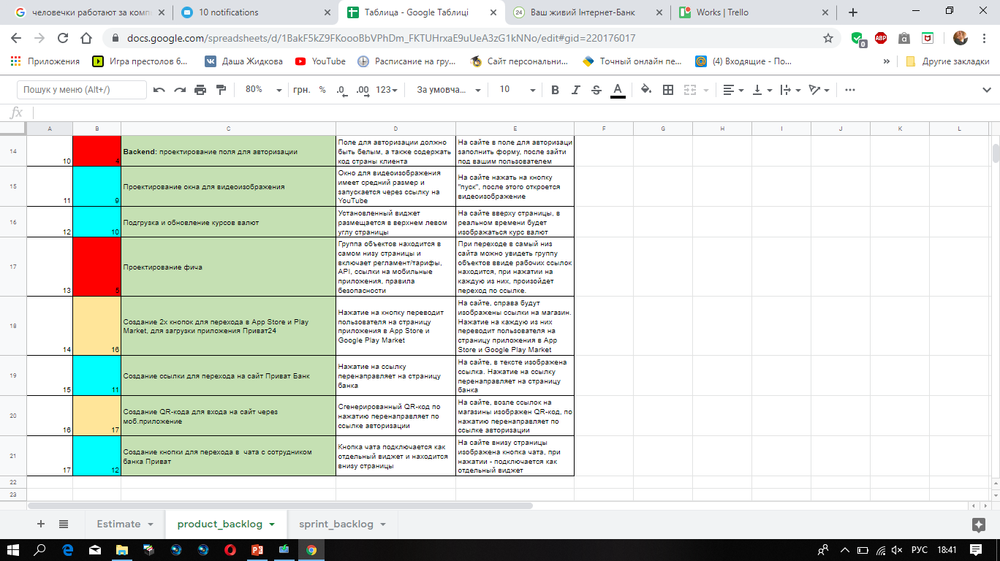 человечки работают за комп
10 notifications
Таблица - Google Таблиці
24
Ваш живий Інтернет-Банк
Works | Trello
docs.google.com/spreadsheets/d/1BakF5kZ9FKoooBbVPhDm_FKTUHrxaE9uUeA3zG1kNNo/edit#gid=220176017
0
ABP
a
Приложения
Игра престолов б...
Даша Жидкова
YouTube
Расписание на гру...
Сайт персональни...
Точный онлайн пе...
(4) Входящие - По...
»
Другие закладки
Пошук у меню (Alt+/)
80%
грн.
%
.0
.00
123
За умовча...
10
B
I
S
A
fx
A B C D E F G H I J K L
14
10
4
Backend: проектирование поля для авторизации
Поле для авторизации должно
быть белым, а также содержать
код страны клиента
На сайте в поле для авторизаци
заполнить форму, после зайти
под вашим пользователем
15
11
9
Проектирование окна для видеоизображения
Окно для видеоизображения
имеет средний размер и
запускается через ссылку на
YouTube
На сайте нажать на кнопку
"пуск", после этого откроется
видеоизображение
16
12
10
Подгрузка и обновление курсов валют
Установленный виджет
размещается в верхнем левом
углу страницы
На сайте вверху страницы, в
реальном времени будет
изображаться курс валют
17
13
5
Проектирование фича
Группа объектов находится в
самом низу страницы и
включает регламент/тарифы,
API, ссылки на мобильные
приложения, правила
безопасности
При переходе в самый низ
сайта можно увидеть группу
объектов ввиде рабочих ссылок
находится, при нажатии на
каждую из них, произойдет
переход по ссылке.
18
14
16
Создание 2х кнопок для перехода в App Store и Play
Market, для загрузки приложения Приват24
Нажатие на кнопку переводит
пользователя на страницу
приложения в App Store и
Google Play Market
На сайте, справа будут
изображены ссылки на магазин.
Нажатие на каждую из них
переводит пользователя на
страницу приложения в App
Store и Google Play Market
19
15
11
Создание ссылки для перехода на сайт Приват Банк
Нажатие на ссылку
перенаправляет на страницу
банка
На сайте, в тексте изображена
ссылка. Нажатие на ссылку
перенаправляет на страницу
банка
20
16
17
Создание QR-кода для входа на сайт через
моб.приложение
Сгенерированный QR-код по
нажатию перенаправляет по
ссылке авторизации
На сайте, возле ссылок на
магазины изображен QR-код, по
нажатию перенаправляет по
ссылке авторизации
21
17
12
Создание кнопки для перехода в чата с сотрудником
банка Приват
Кнопка чата подключается как
отдельный виджет и находится
внизу страницы
На сайте внизу страницы
изображена кнопка чата, при
нажатии - подключается как
отдельный виджет
22
23
Estimate
product_backlog
sprint_backlog
РУС
18:41